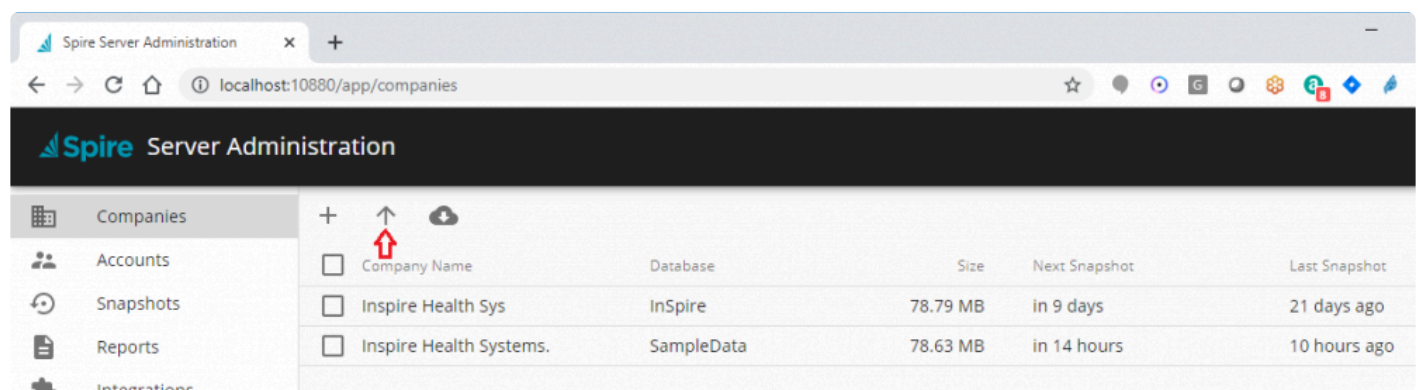 Spire Server Administration
localhost:10880/app/companies
G
a
8
Spire Server Administration
Companies
Accounts
Snapshots
Reports
Integrations
Company Name Database Size Next Snapshot Last Snapshot
Inspire Health Sys InSpire 78.79 MB in 9 days 21 days ago
Inspire Health Systems. SampleData 78.63 MB in 14 hours 10 hours ago